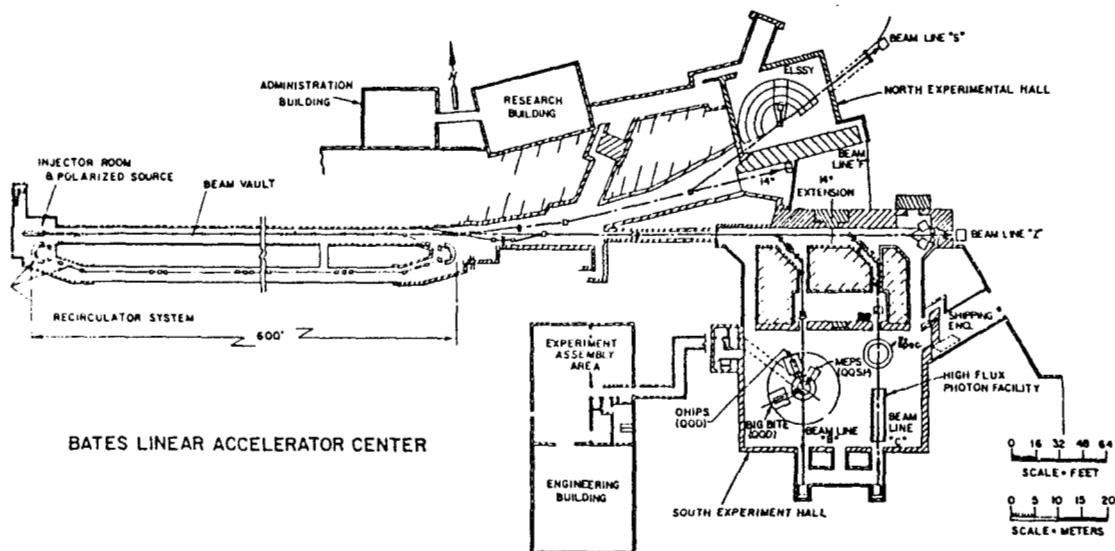 BEAM LINE "S"
ELSSY
NORTH EXPERIMENTAL HALL
ADMINISTRATION
BUILDING
N
RESEARCH
BUILDING
INJECTOR ROOM
& POLARIZED SOURCE
BEAM VAULT
BEAM
LINE "F"
14°
14°
EXTENSION
BEAM LINE "Z"
RECIRCULATOR SYSTEM
600'
EXPERIMENT
ASSEMBLY
AREA
SHIPPING
ENCL
MEPS
(QQSH)
HIGH FLUX
PHOTON FACILITY
OHIPS
(QQD)
BIG BITE
(QQD)
BEAM LINE
"B"
BEAM
LINE
"C"
BATES LINEAR ACCELERATOR CENTER
ENGINEERING
BUILDING
SOUTH EXPERIMENT HALL
0 16 32 48 64
SCALE = FEET
0 5 10 15 20
SCALE = METERS